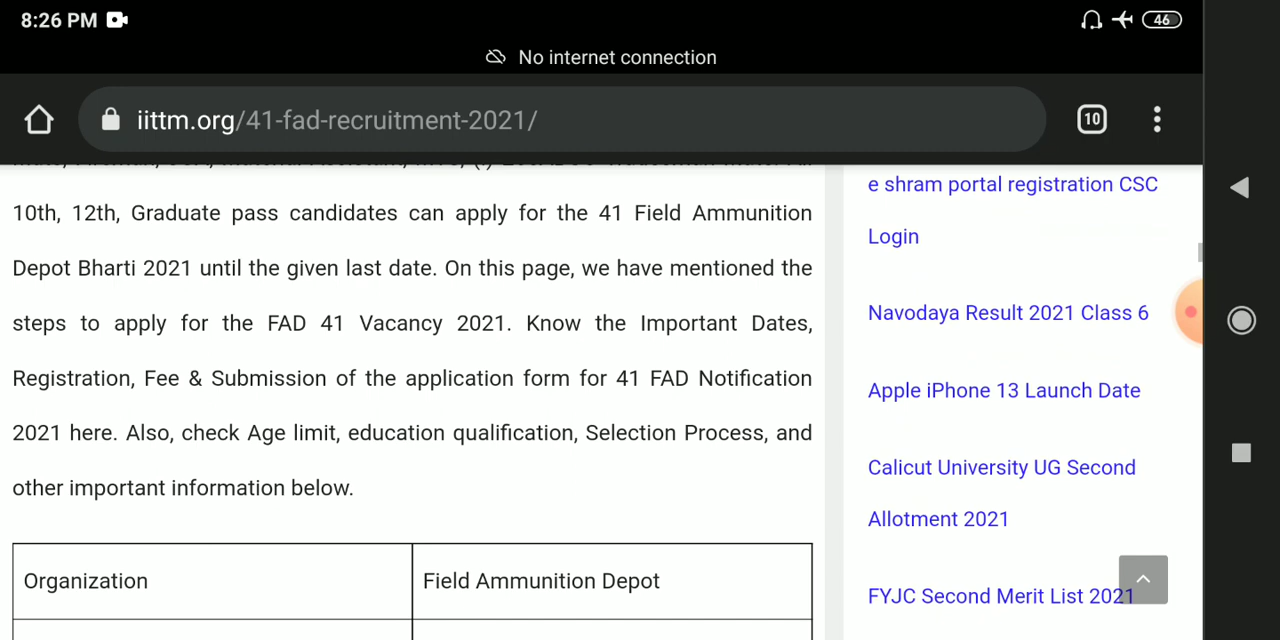 8:26 PM
46
No internet connection
iittm.org/41-fad-recruitment-2021/
10
10th, 12th, Graduate pass candidates can apply for the 41 Field Ammunition
Depot Bharti 2021 until the given last date. On this page, we have mentioned the
steps to apply for the FAD 41 Vacancy 2021. Know the Important Dates,
Registration, Fee & Submission of the application form for 41 FAD Notification
2021 here. Also, check Age limit, education qualification, Selection Process, and
other important information below.
Organization
Field Ammunition Depot
e shram portal registration CSC
Login
Navodaya Result 2021 Class 6
Apple iPhone 13 Launch Date
Calicut University UG Second
Allotment 2021
FYJC Second Merit List 2021